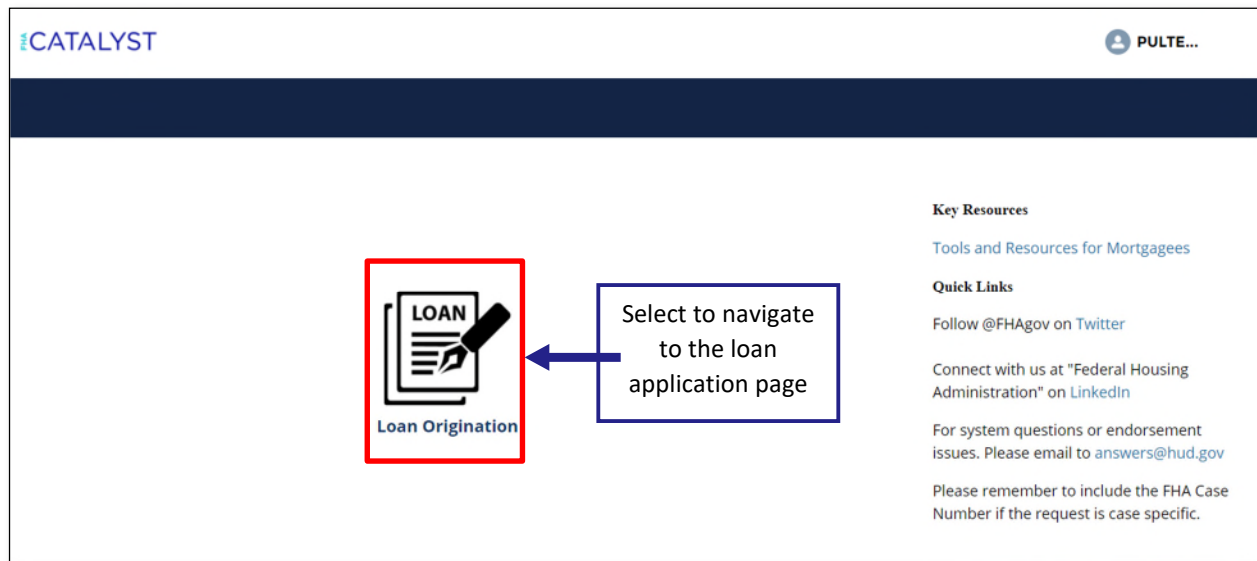 FHA CATALYST
PULTE...
Key Resources
Tools and Resources for Mortgagees
Quick Links
Follow @FHAgov on Twitter
Connect with us at "Federal Housing
Administration" on LinkedIn
For system questions or endorsement
issues. Please email to answers@hud.gov
Please remember to include the FHA Case
Number if the request is case specific.
LOAN
Loan Origination
Select to navigate
to the loan
application page